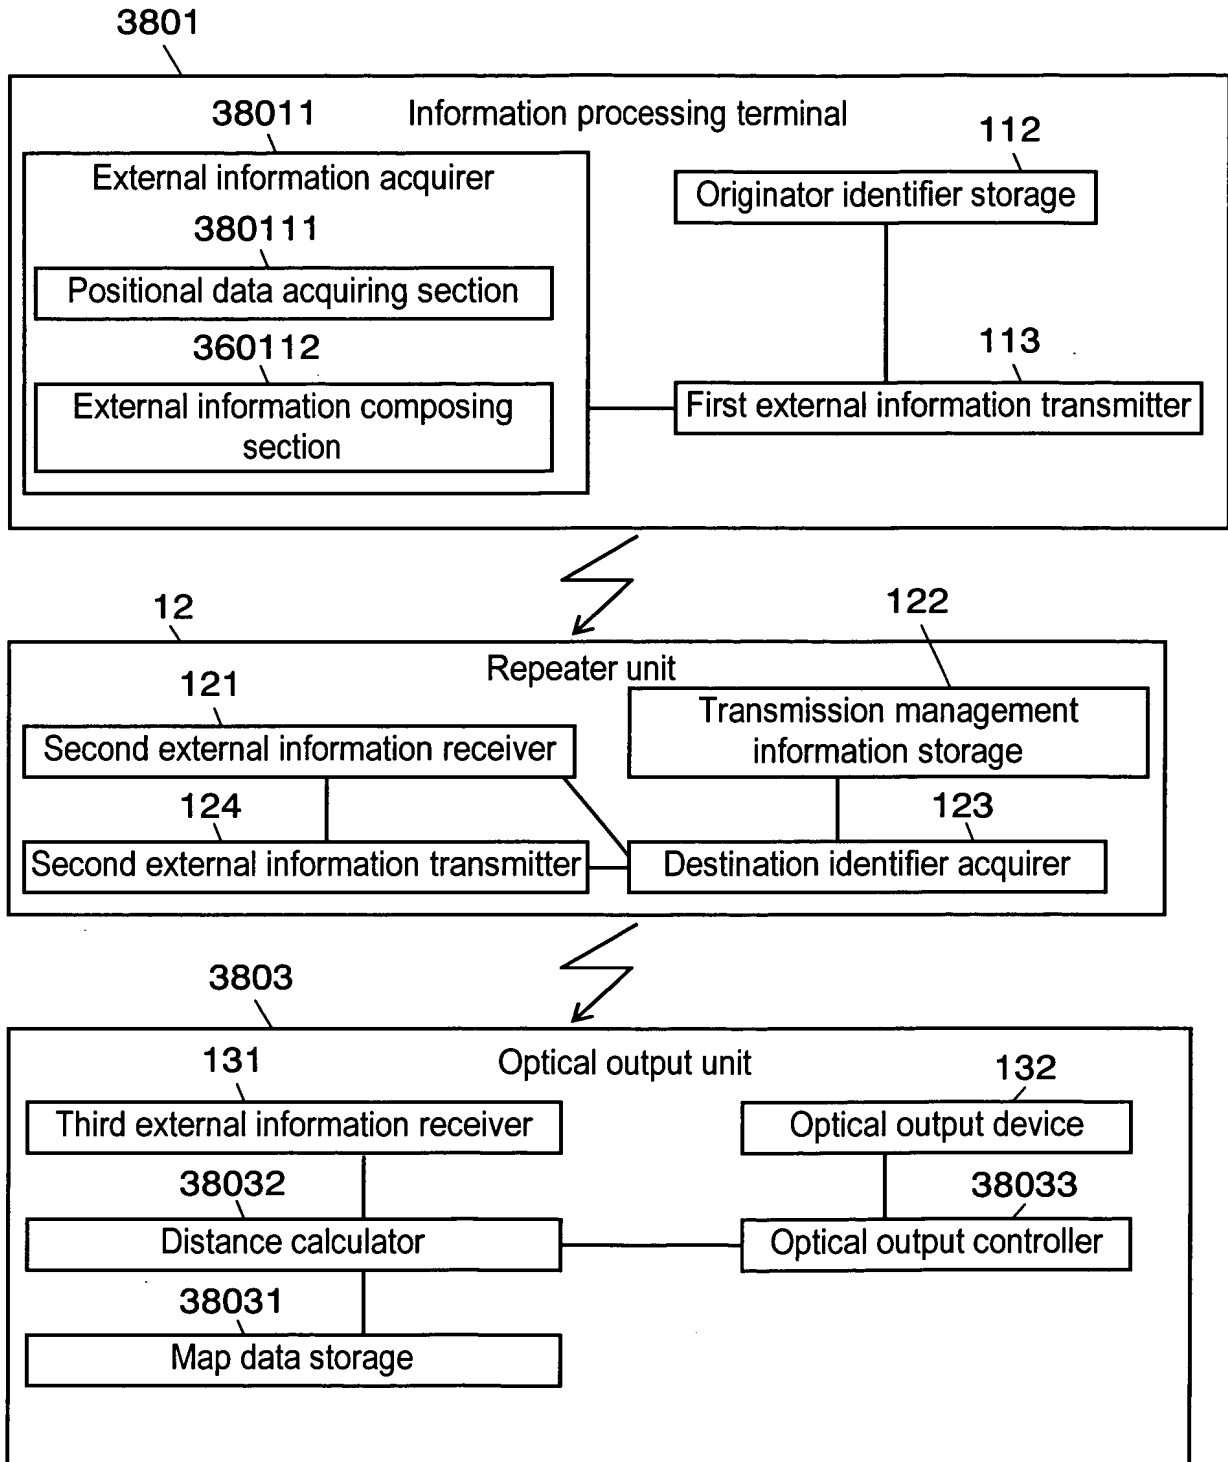 3801
Information processing terminal
38011
External information acquirer
380111
Positional data acquiring section
360112
External information composing
section
112
Originator identifier storage
113
First external information transmitter
12
Repeater unit
121
Second external information receiver
122
Transmission management
information storage
124
Second external information transmitter
123
Destination identifier acquirer
3803
Optical output unit
131
Third external information receiver
132
Optical output device
38032
Distance calculator
38033
Optical output controller
38031
Map data storage